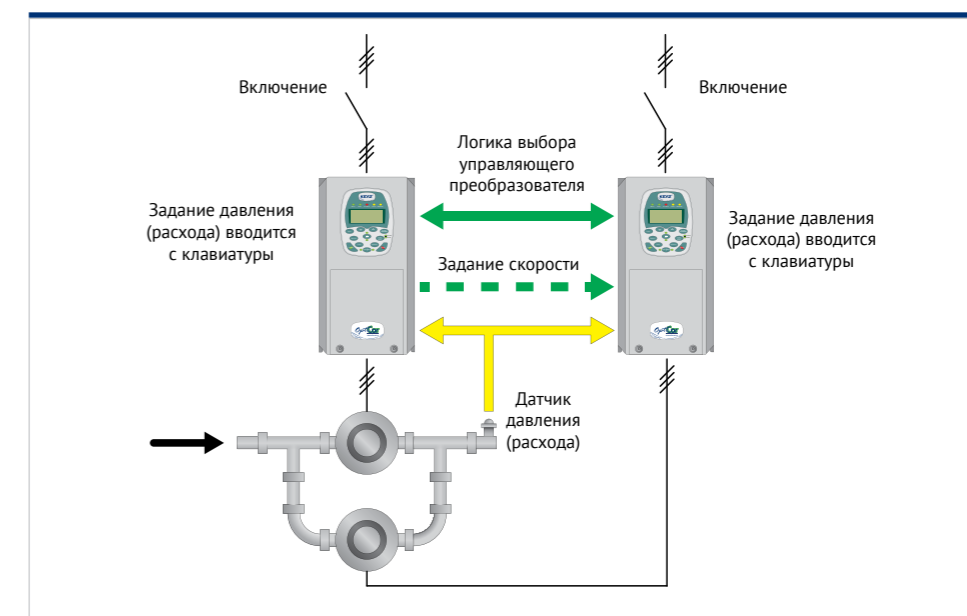 Включение
Включение
Логика выбора
управляющего
преобразователя
Задание давления
(расхода) вводится
с клавиатуры
Задание давления
(расхода) вводится
с клавиатуры
Задание скорости
Датчик
давления
(расхода)